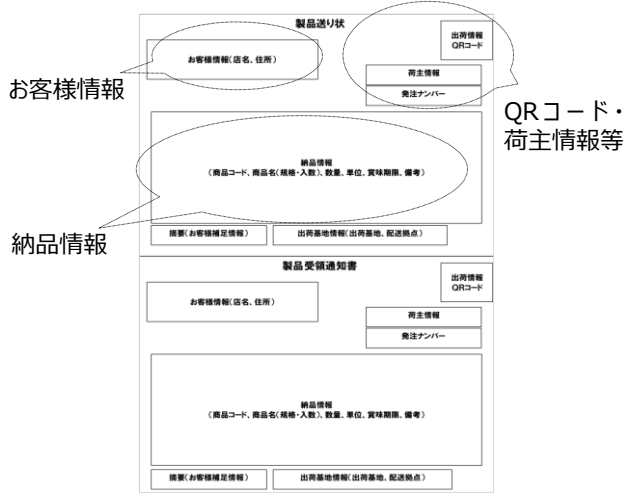 製品送り状
出荷情報
QRコード
お客様情報(店名、住所)
荷主情報
発注ナンバー
お客様情報
QRコード・
荷主情報等
納品情報
(商品コード、商品名(規格・入数)、数量、単位、賞味期限、備考)
納品情報
摘要(お客様補足情報)
出荷基地情報(出荷基地、配送拠点)
製品受領通知書
出荷情報
QRコード
お客様情報(店名、住所)
荷主情報
発注ナンバー
納品情報
(商品コード、商品名(規格・入数)、数量、単位、賞味期限、備考)
摘要(お客様補足情報)
出荷基地情報(出荷基地、配送拠点)